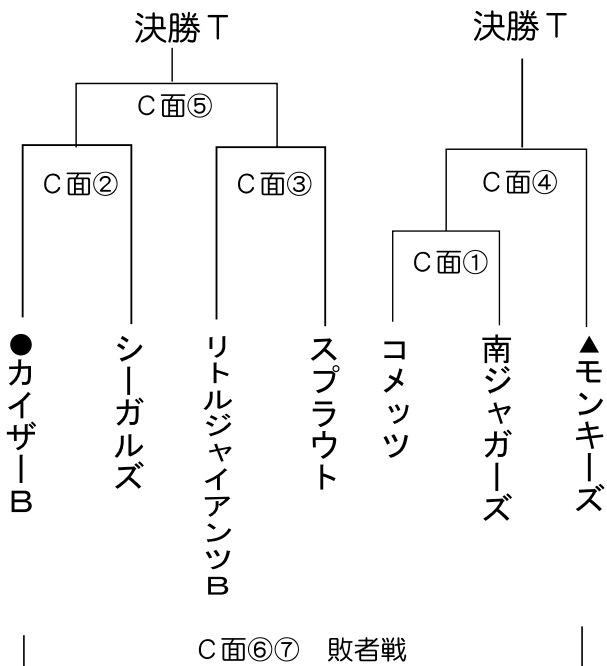 決勝T
決勝T
C面⑤
C面②
C面③
C面④
C面①
●カイザーB
シーガルズ
リトルジャイアンツB
スプラウト
コメッツ
南ジャガーズ
▲モンキーズ
C面⑥⑦ 敗者戦